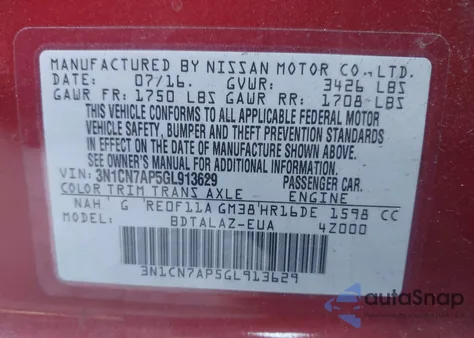 MANUFACTURED BY NISSAN MOTOR CO., LTD.
DATE: 07/16. GVWR: 3426 LBS
GAWR FR: 1750 LBS GAWR RR: 1708 LBS
THIS VEHICLE CONFORMS TO ALL APPLICABLE FEDERAL MOTOR
VEHICLE SAFETY, BUMPER AND THEFT PREVENTION STANDARDS
IN EFFECT ON THE DATE OF MANUFACTURE SHOWN ABOVE.
SEE OWNER'S MANUAL
VIN: 3N1CN7AP5GL913629 PASSENGER CAR.
COLOR TRIM TRANS AXLE ENGINE
NAH G RE0F11A GM38 HR16DE 1598 CC
MODEL: BDTALAZ-EUA 4Z000
3N1CN7AP5GL913629
autoSnap